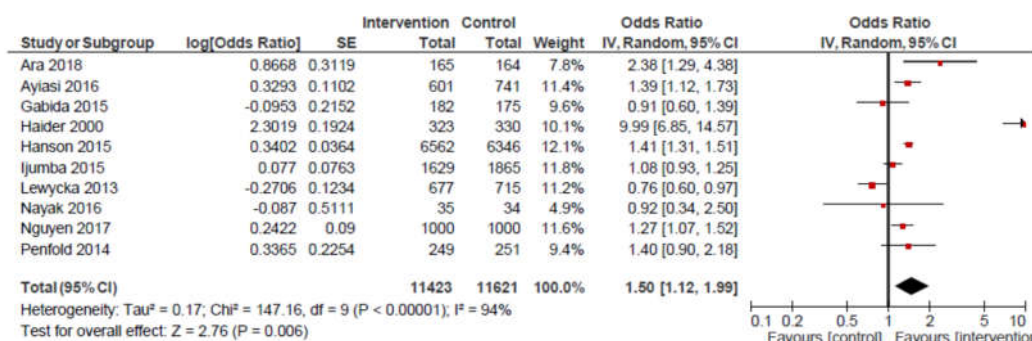 Intervention Control Odds Ratio Odds Ratio
Study or Subgroup log[Odds Ratio] SE Total Total Weight IV, Random, 95% CI IV, Random, 95% CI
Ara 2018 0.8668 0.3119 165 164 7.8% 2.38 [1.29, 4.38]
Ayiasi 2016 0.3293 0.1102 601 741 11.4% 1.39 [1.12, 1.73]
Gabida 2015 -0.0953 0.2152 182 175 9.6% 0.91 [0.60, 1.39]
Haider 2000 2.3019 0.1924 323 330 10.1% 9.99 [6.85, 14.57]
Hanson 2015 0.3402 0.0364 6562 6346 12.1% 1.41 [1.31, 1.51]
Ijumba 2015 0.077 0.0763 1629 1865 11.8% 1.08 [0.93, 1.25]
Lewycka 2013 -0.2706 0.1234 677 715 11.2% 0.76 [0.60, 0.97]
Nayak 2016 -0.087 0.5111 35 34 4.9% 0.92 [0.34, 2.50]
Nguyen 2017 0.2422 0.09 1000 1000 11.6% 1.27 [1.07, 1.52]
Penfold 2014 0.3365 0.2254 249 251 9.4% 1.40 [0.90, 2.18]
Total (95% CI) 11423 11621 100.0% 1.50 [1.12, 1.99]
Heterogeneity: Tau² = 0.17; Chi² = 147.16, df = 9 (P < 0.00001); I² = 94%
Test for overall effect: Z = 2.76 (P = 0.006)
0.1 0.2 0.5 1 2 5 10
Favours [control] Favours [intervention